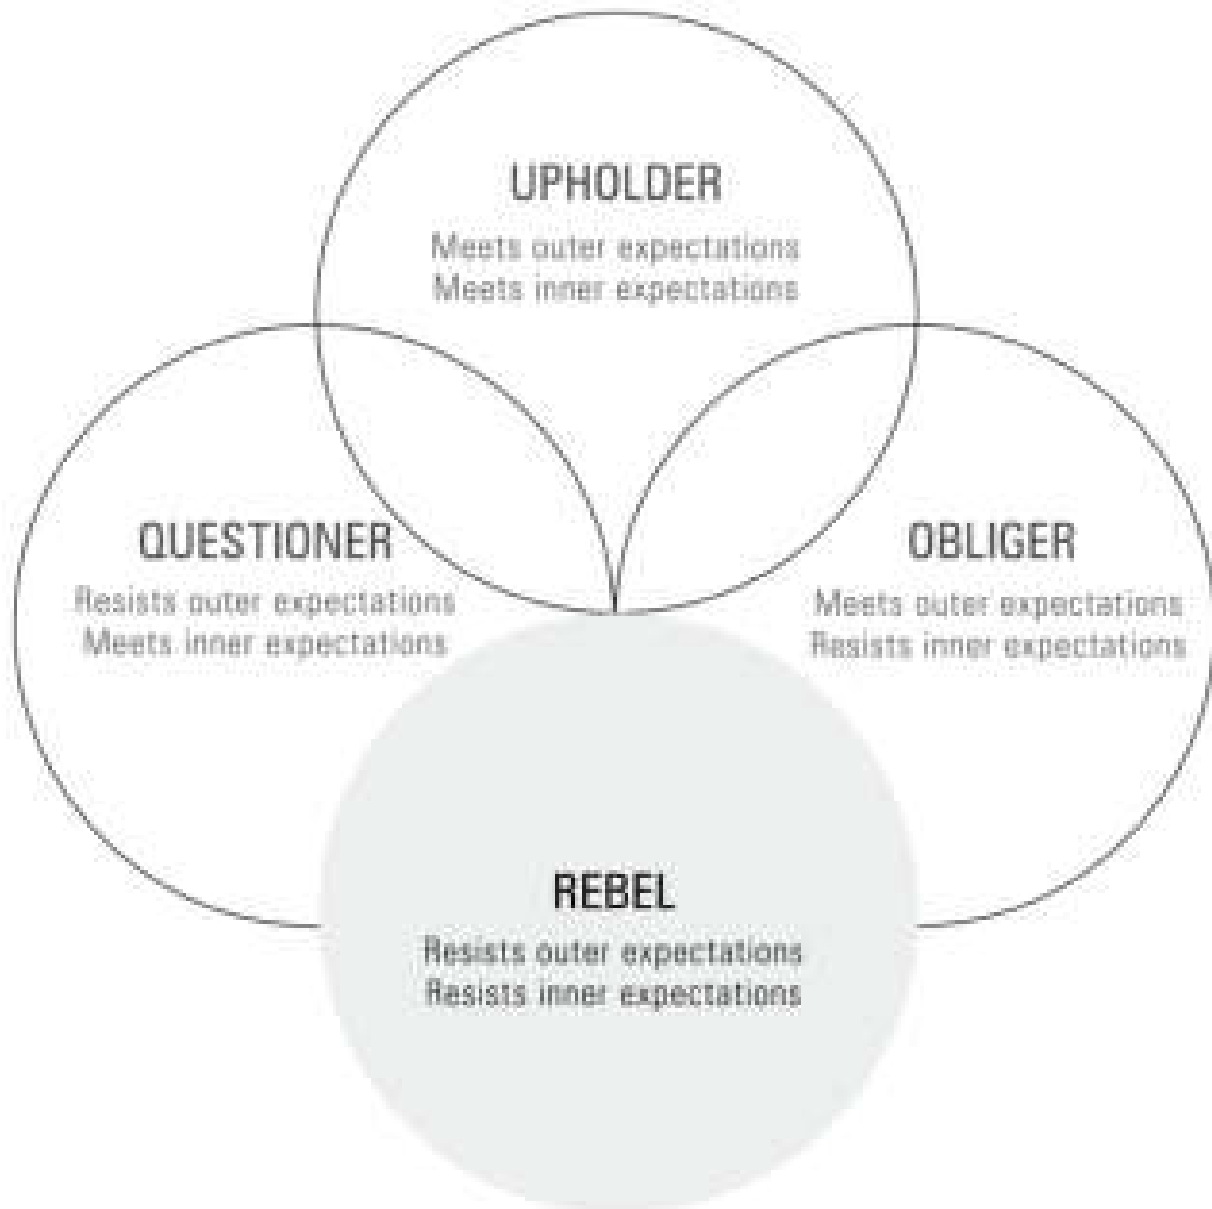 UPHOLDER
Meets outer expectations
Meets inner expectations
QUESTIONER
Resists outer expectations
Meets inner expectations
OBLIGER
Meets outer expectations
Resists inner expectations
REBEL
Resists outer expectations
Resists inner expectations